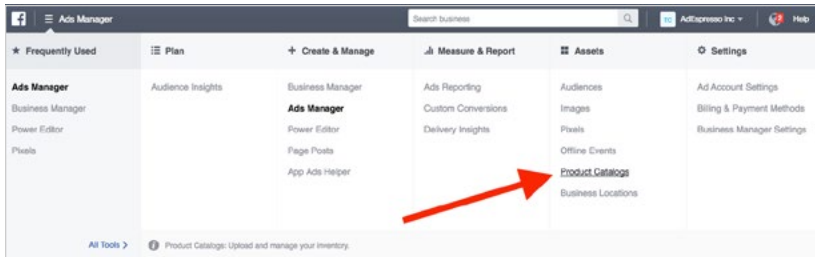 f Ads Manager Search business TC AdEspresso Inc Help
Frequently Used Plan Create & Manage Measure & Report Assets Settings
Ads Manager Audience Insights Business Manager Ads Reporting Audiences Ad Account Settings
Business Manager Ads Manager Custom Conversions Images Billing & Payment Methods
Power Editor Power Editor Delivery Insights Pixels Business Manager Settings
Pixels Page Posts Offline Events
App Ads Helper Product Catalogs
Business Locations
All Tools > Product Catalogs: Upload and manage your inventory.